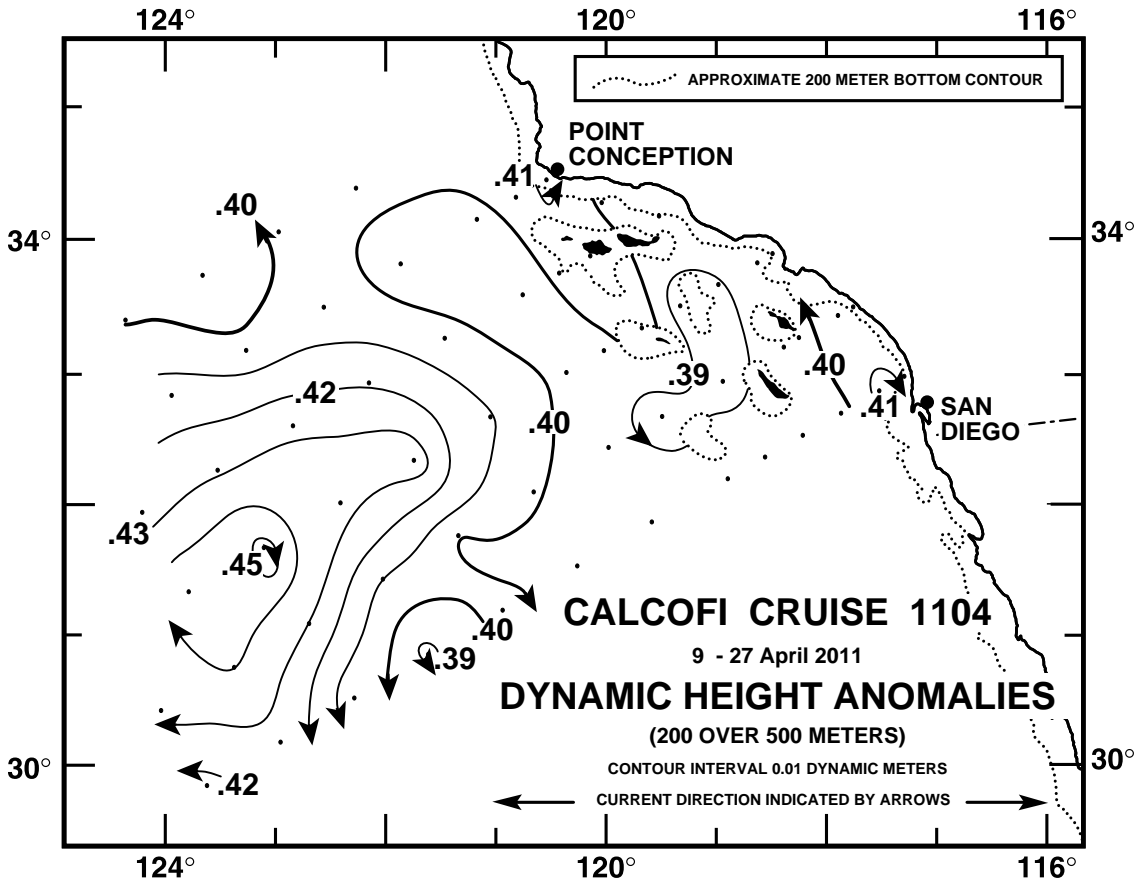 124° 120° 116°
APPROXIMATE 200 METER BOTTOM CONTOUR
POINT
CONCEPTION
.41
.40
34° 34°
.42
.39
.40
.40
.41
SAN
DIEGO
.43
.45
.40
.39
CALCOFI CRUISE 1104
9 - 27 April 2011
DYNAMIC HEIGHT ANOMALIES
(200 OVER 500 METERS)
30° 30°
CONTOUR INTERVAL 0.01 DYNAMIC METERS
.42
CURRENT DIRECTION INDICATED BY ARROWS
124° 120° 116°